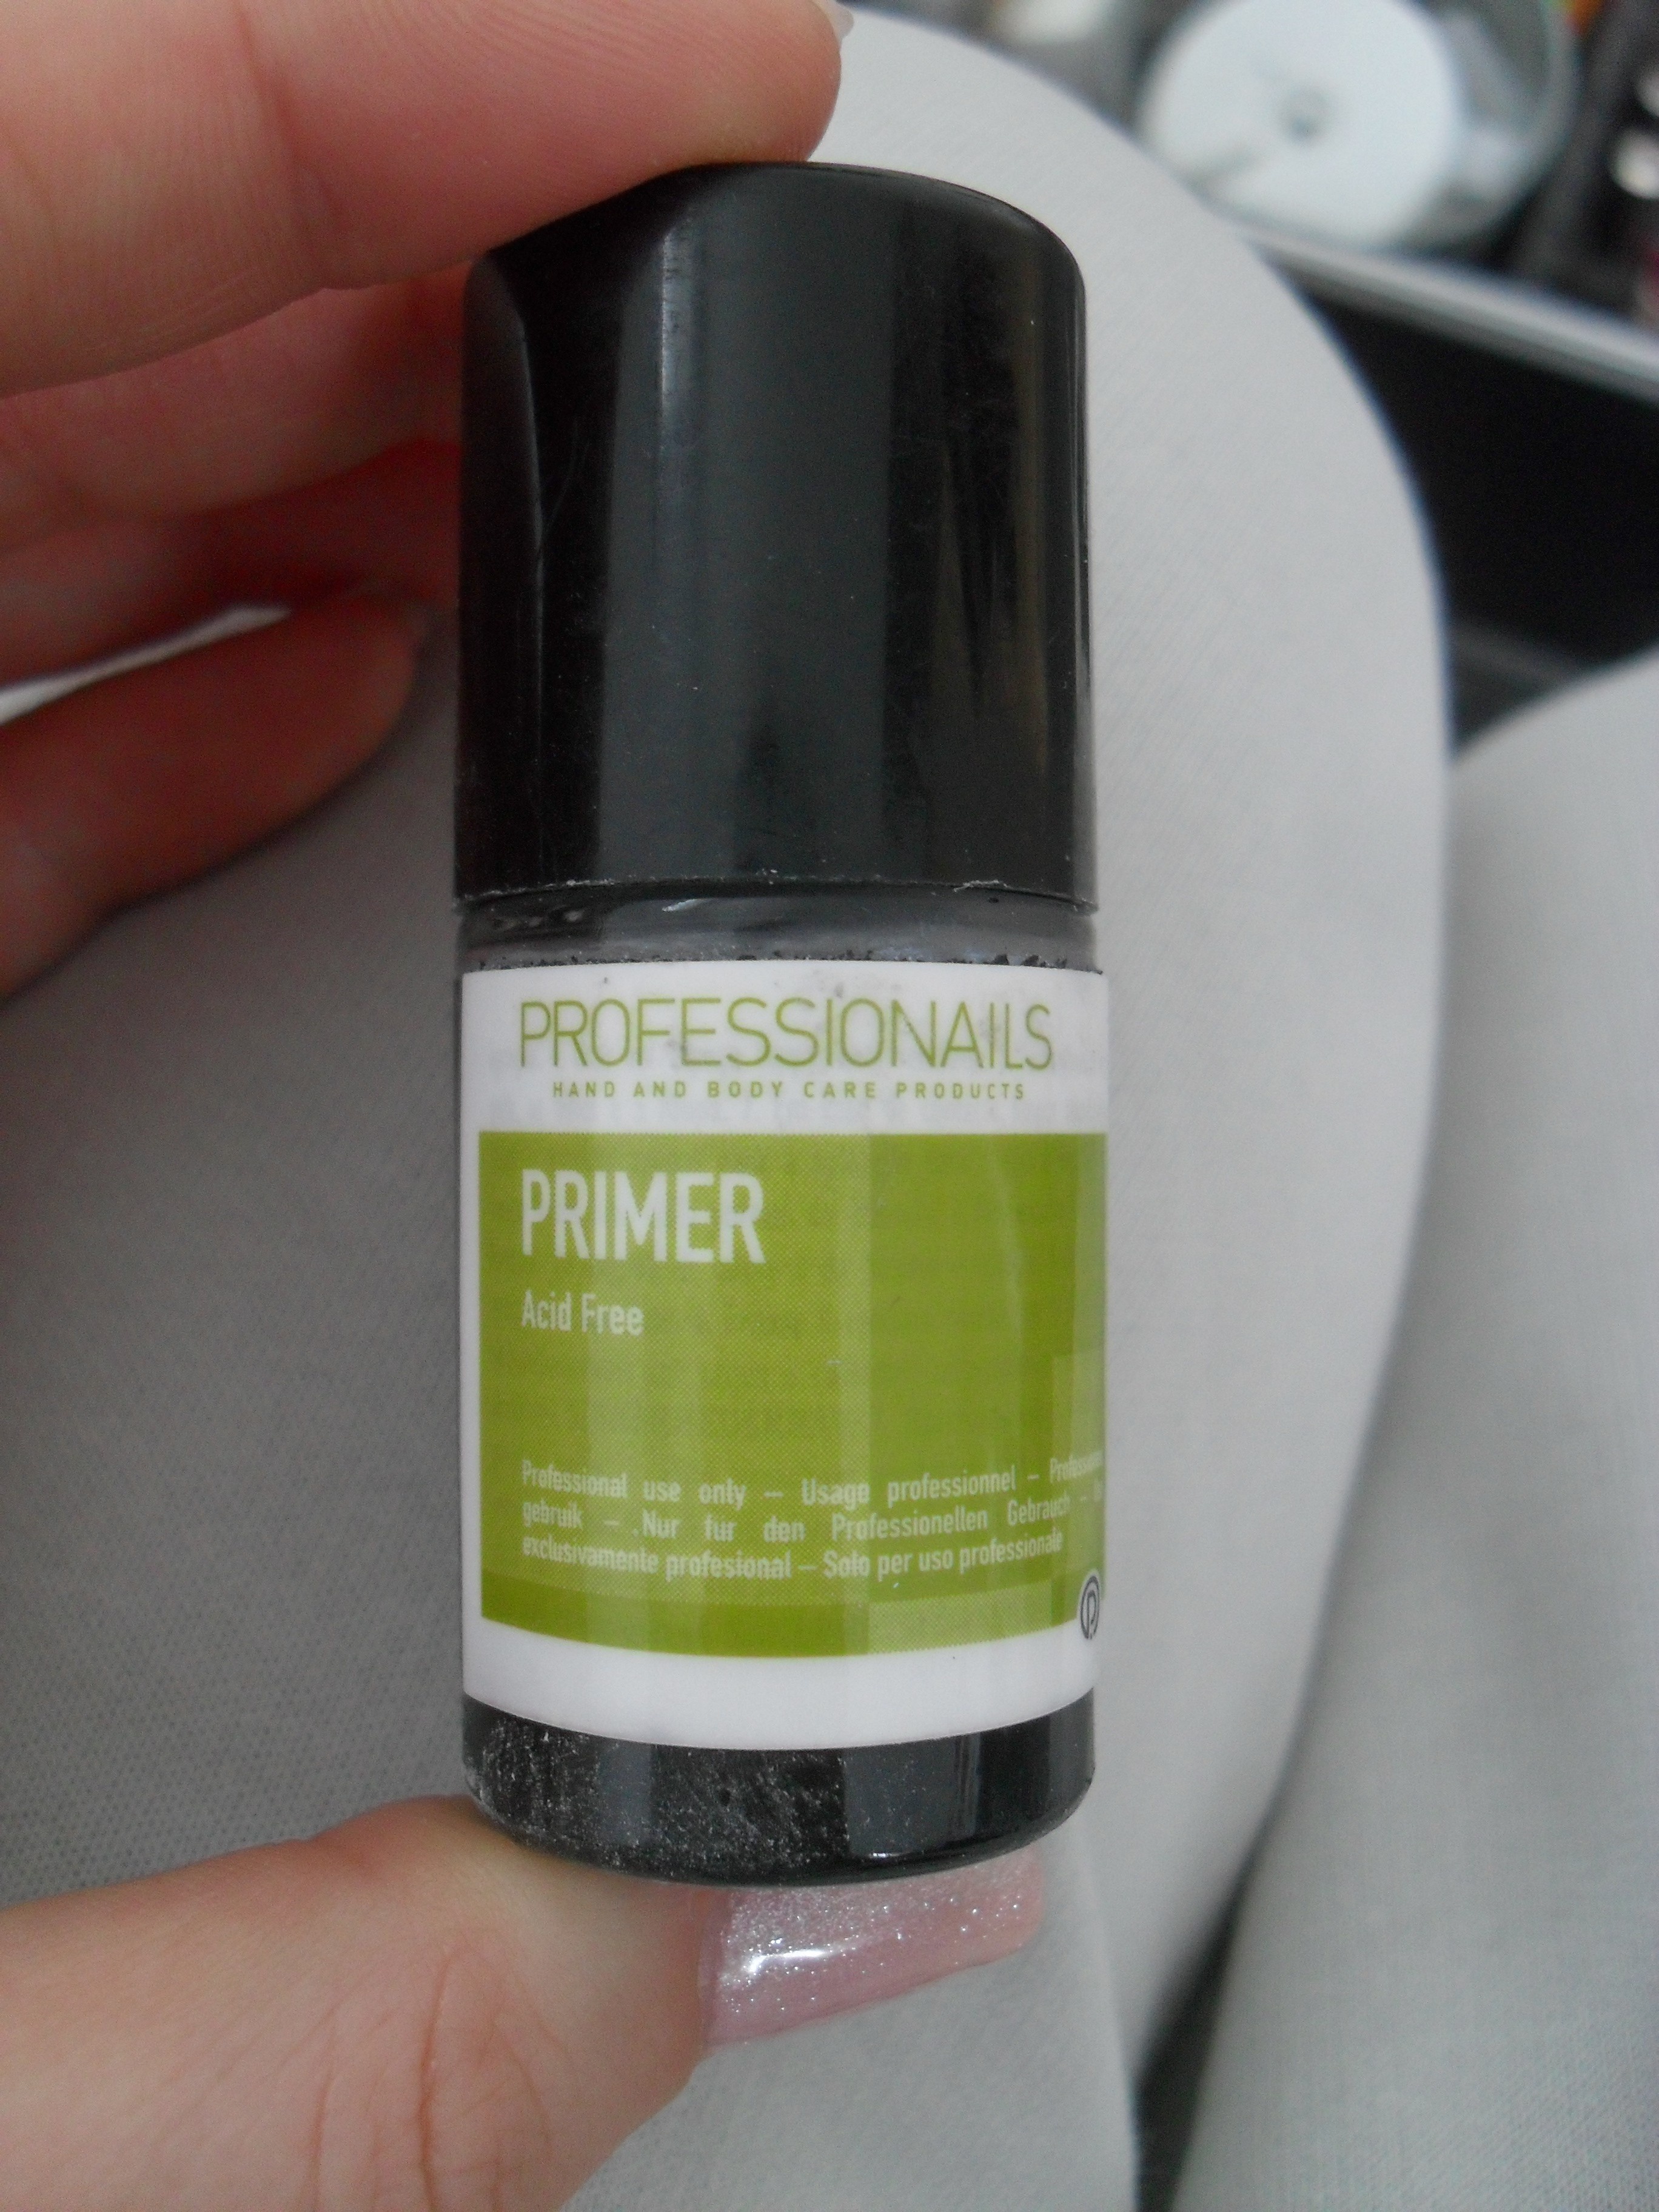 PROFESSIONAILS
HAND AND BODY CARE PRODUCTS
PRIMER
Acid Free
Professional use only – Usage professionnel –
gebruik – .Nur fur den Professionellen Gebrauch –
exclusivamente profesional – Solo per uso professionale